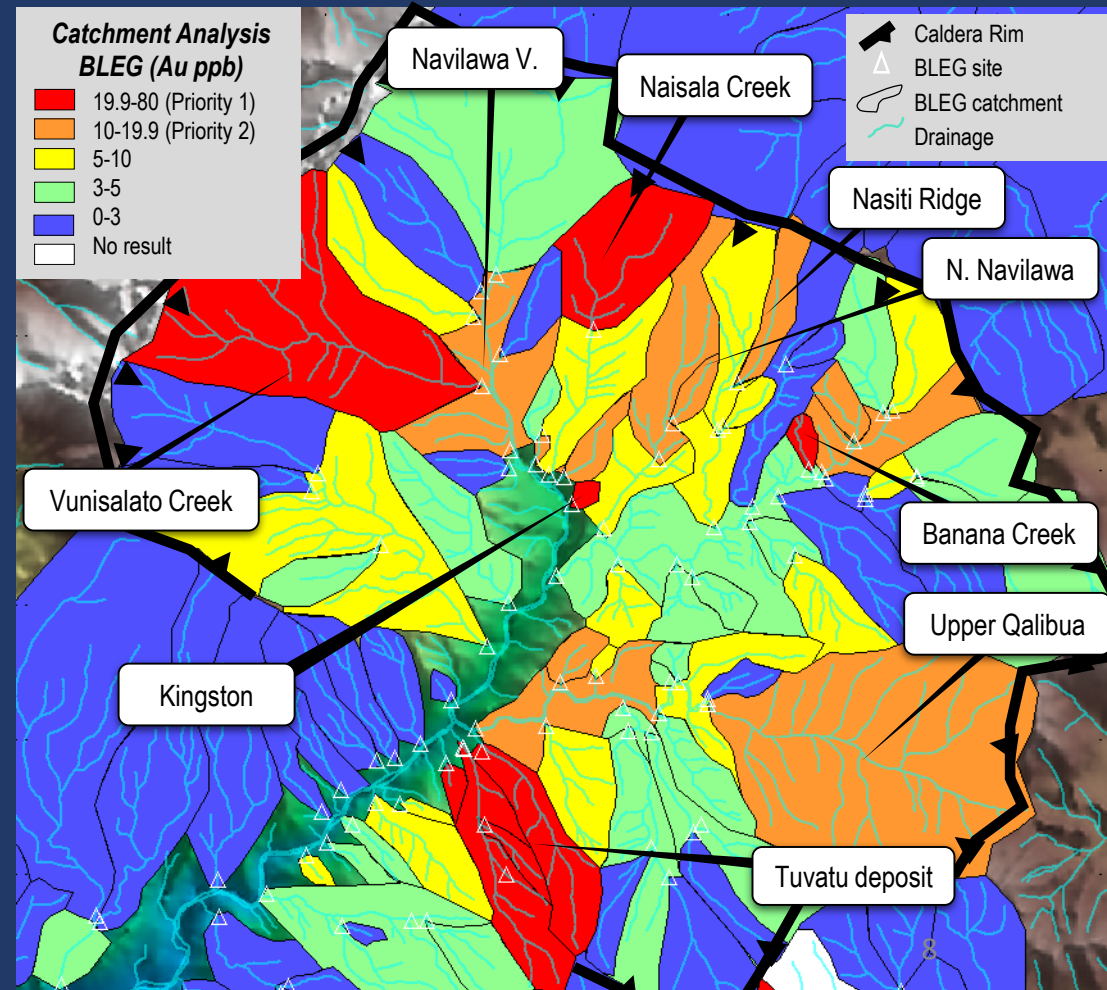 Catchment Analysis
BLEG (Au ppb)
19.9-80 (Priority 1)
10-19.9 (Priority 2)
5-10
3-5
0-3
No result
Caldera Rim
BLEG site
BLEG catchment
Drainage
Navilawa V.
Naisala Creek
Nasiti Ridge
N. Navilawa
Vunisalato Creek
Banana Creek
Upper Qalibua
Kingston
Tuvatu deposit
8